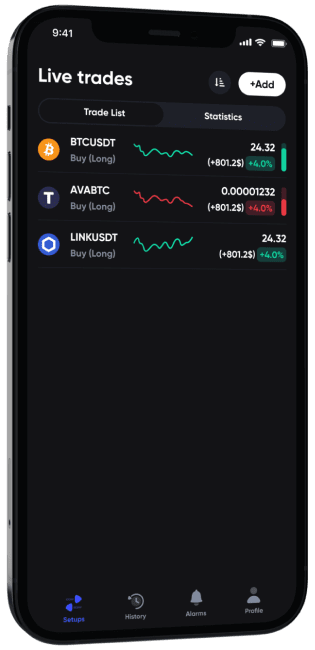 9:41
Live trades
+Add
Trade List
Statistics
BTCUSDT
24.32
Buy (Long)
(+801.2$) +4.0%
AVABTC
0.00001232
Buy (Long)
(+801.2$) +4.0%
LINKUSDT
24.32
Buy (Long)
(+801.2$) +4.0%
Setups
History
Alarms
Profile